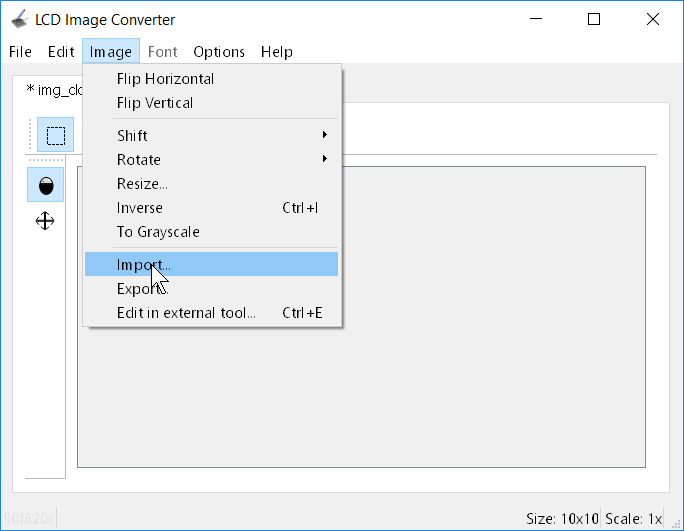 LCD Image Converter
File Edit Image Font Options Help
* img_clo
Flip Horizontal
Flip Vertical
Shift
Rotate
Resize...
Inverse Ctrl+I
To Grayscale
Import...
Export...
Edit in external tool... Ctrl+E
90f620c Size: 10x10 Scale: 1x